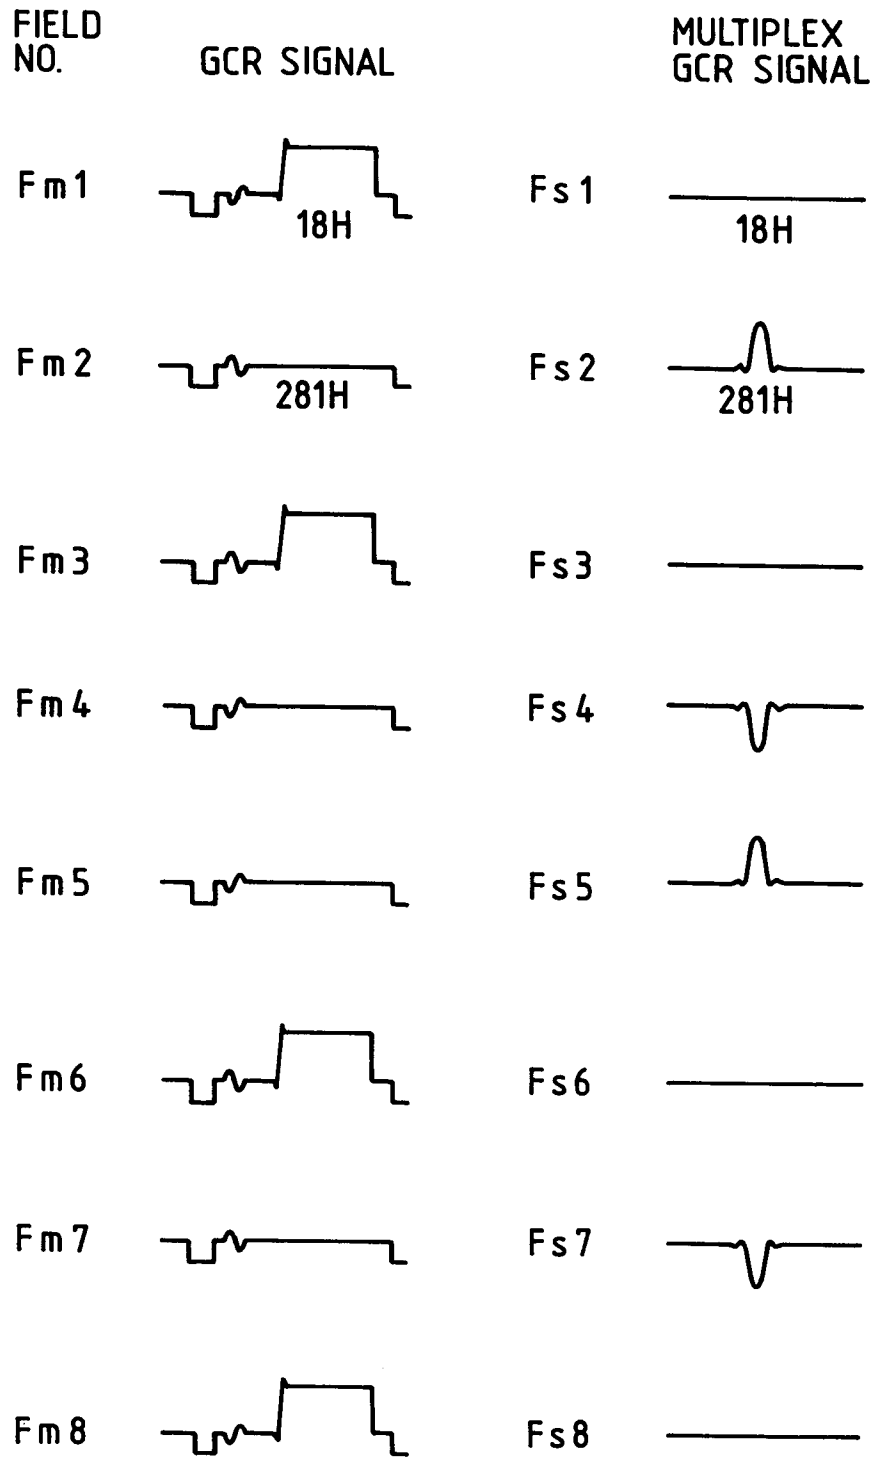 FIELD
NO.
GCR SIGNAL
MULTIPLEX
GCR SIGNAL
Fm1
18H
Fs1
18H
Fm2
281H
Fs2
281H
Fm3
Fs3
Fm4
Fs4
Fm5
Fs5
Fm6
Fs6
Fm7
Fs7
Fm8
Fs8